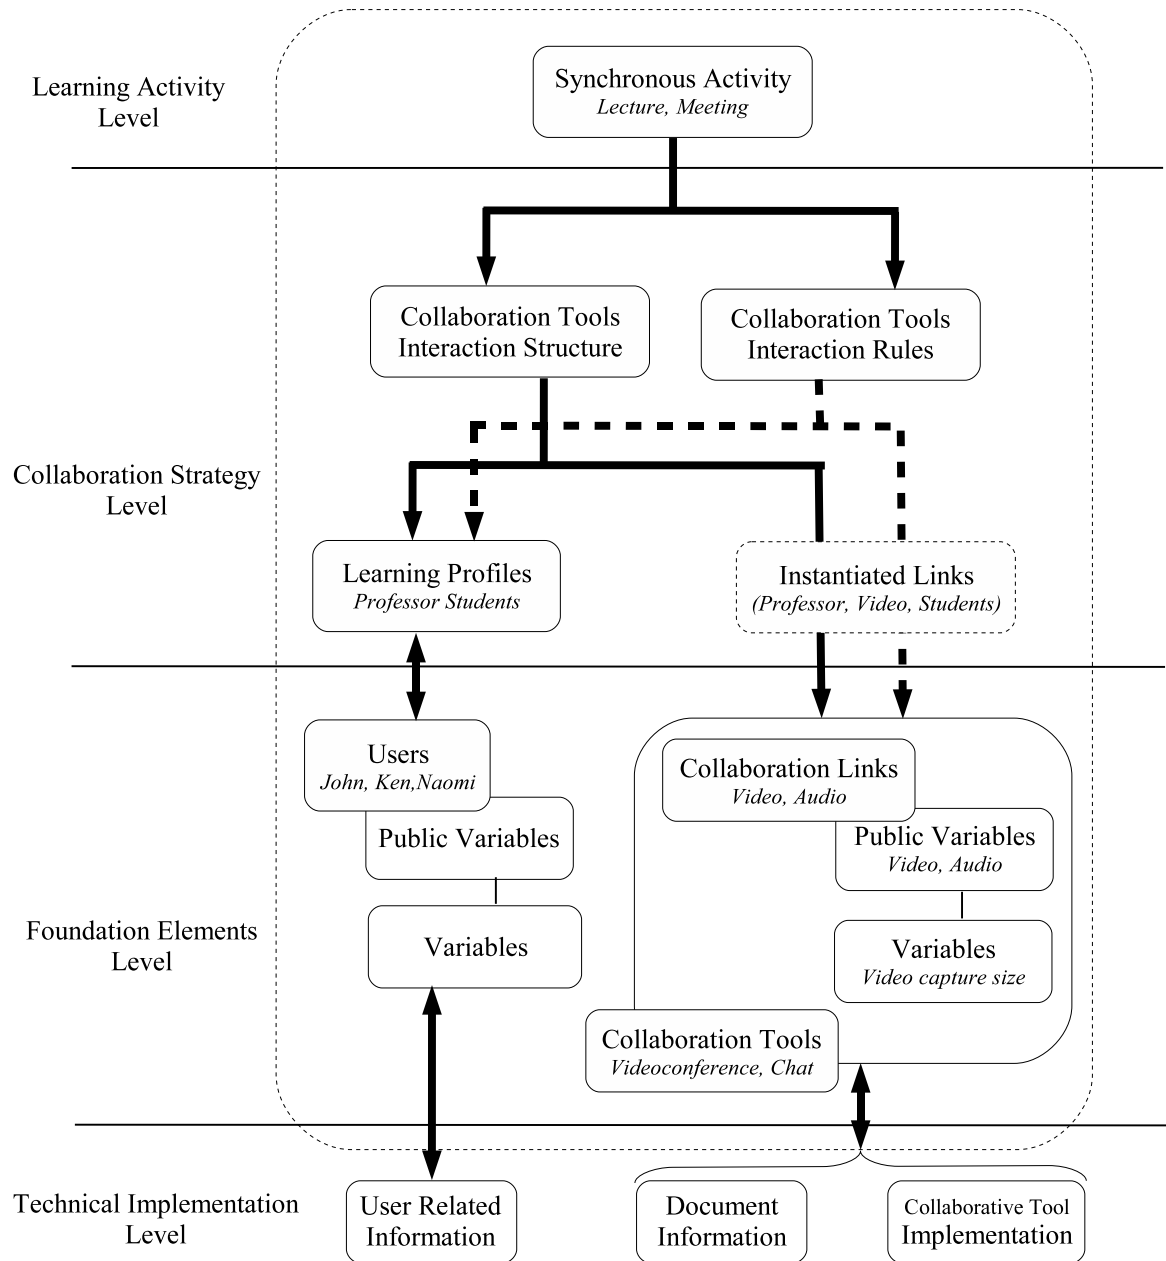 Learning Activity
Level
Synchronous Activity
Lecture, Meeting
Collaboration Tools
Interaction Structure
Collaboration Tools
Interaction Rules
Collaboration Strategy
Level
Learning Profiles
Professor Students
Instantiated Links
(Professor, Video, Students)
Users
John, Ken,Naomi
Public Variables
Variables
Collaboration Links
Video, Audio
Public Variables
Video, Audio
Variables
Video capture size
Collaboration Tools
Videoconference, Chat
Foundation Elements
Level
Technical Implementation
Level
User Related
Information
Document
Information
Collaborative Tool
Implementation